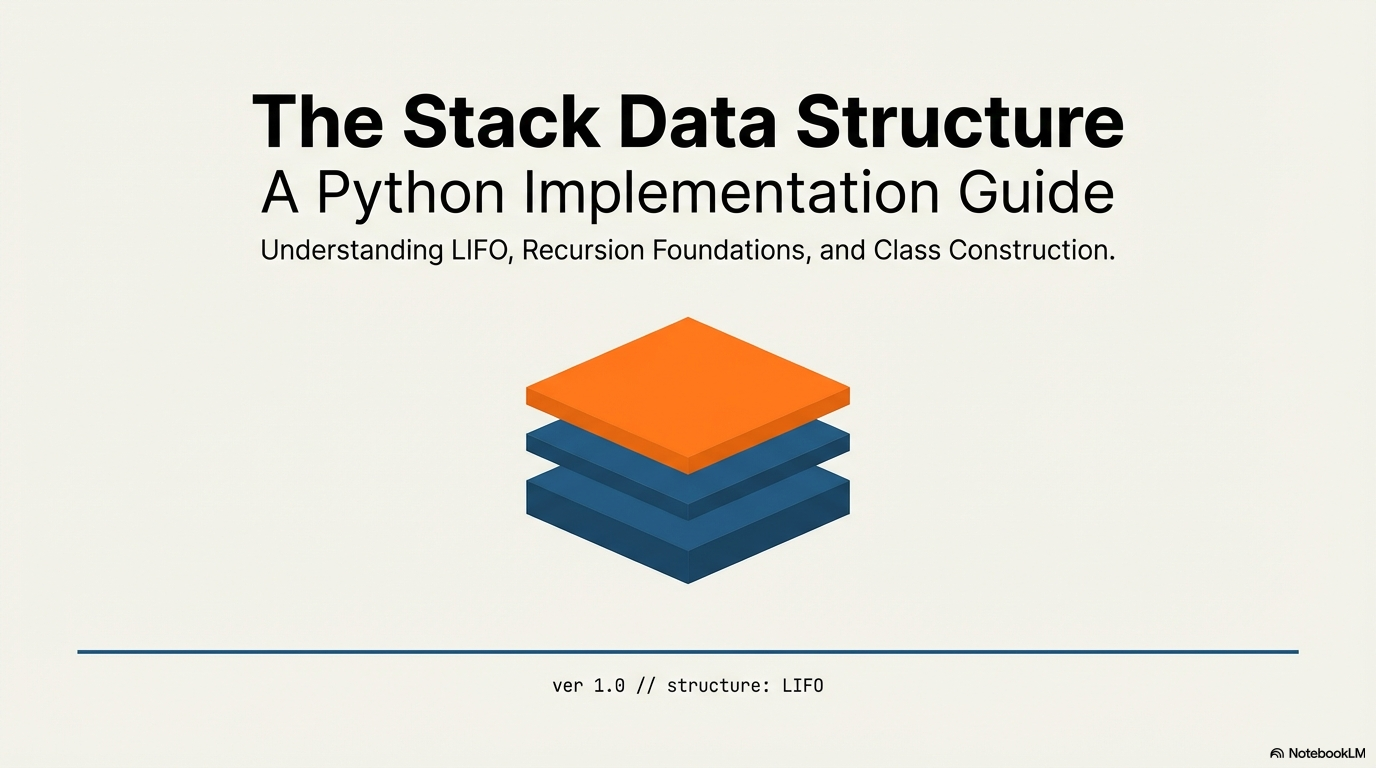 The Stack Data Structure
A Python Implementation Guide
Understanding LIFO, Recursion Foundations, and Class Construction.
ver 1.0 // structure: LIFO
NotebookLM